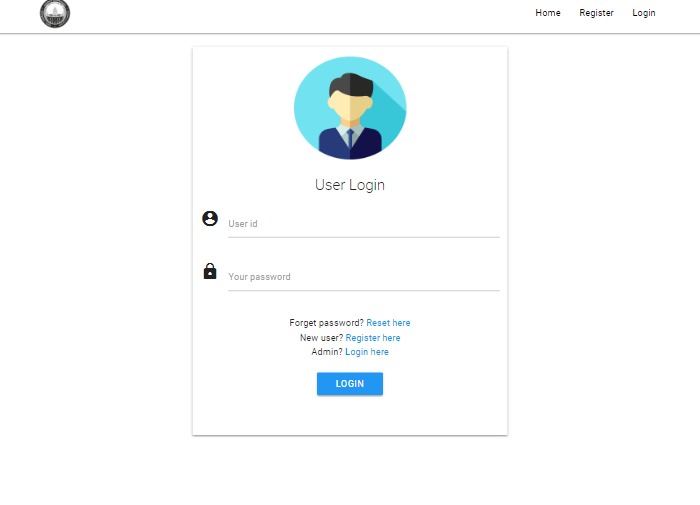 Home Register Login
User Login
User id
Your password
Forget password? Reset here
New user? Register here
Admin? Login here
LOGIN